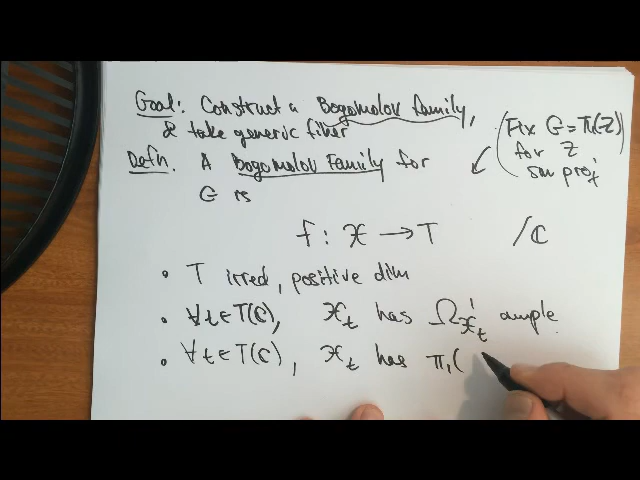 Goal: Construct a Bogomolov Family,
& take generic fiber
(Fix G = π₁(Z)
for Z
sm proj)
Defn. A Bogomolov Family for
G is
f : 𝒳 → T /ℂ
• T irred, positive dim
• ∀t∈T(ℂ), 𝒳ₜ has Ω¹_𝒳ₜ ample
• ∀t∈T(ℂ), 𝒳ₜ has π₁(